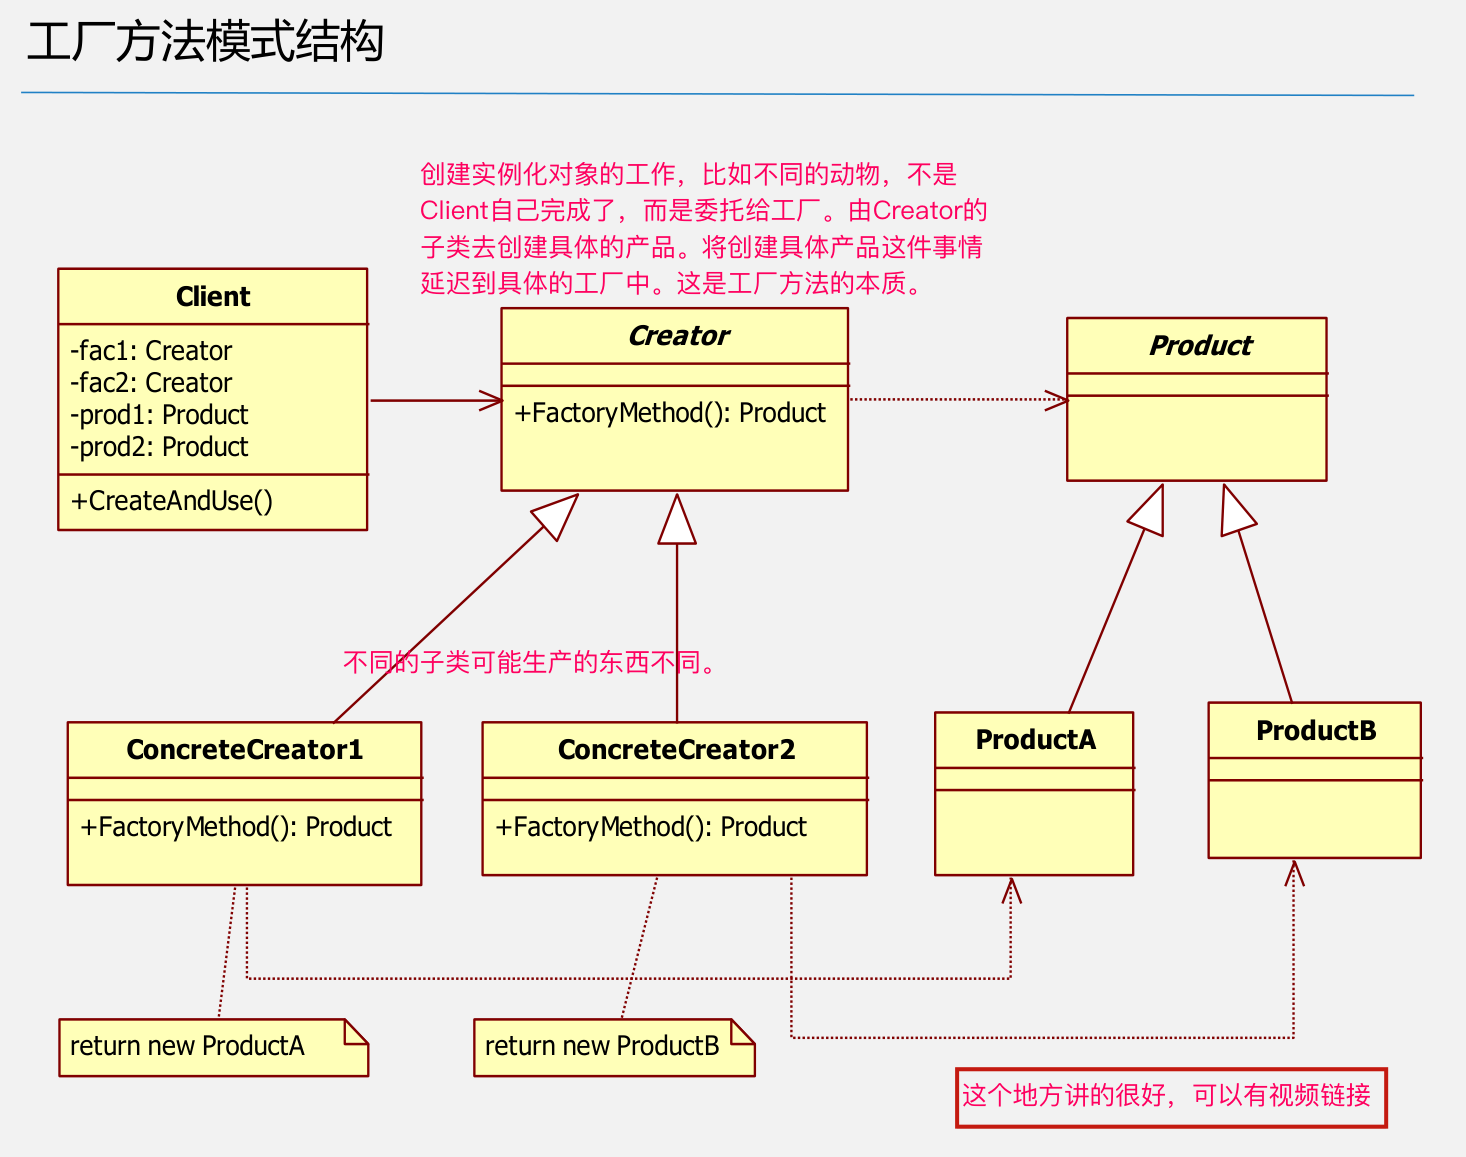 工厂方法模式结构
创建实例化对象的工作，比如不同的动物，不是
Client自己完成了，而是委托给工厂。由Creator的
子类去创建具体的产品。将创建具体产品这件事情
延迟到具体的工厂中。这是工厂方法的本质。
Client
-fac1: Creator
-fac2: Creator
-prod1: Product
-prod2: Product
+CreateAndUse()
Creator
+FactoryMethod(): Product
Product
不同的子类可能生产的东西不同。
ConcreteCreator1
+FactoryMethod(): Product
ConcreteCreator2
+FactoryMethod(): Product
ProductA
ProductB
return new ProductA
return new ProductB
这个地方讲的很好，可以有视频链接